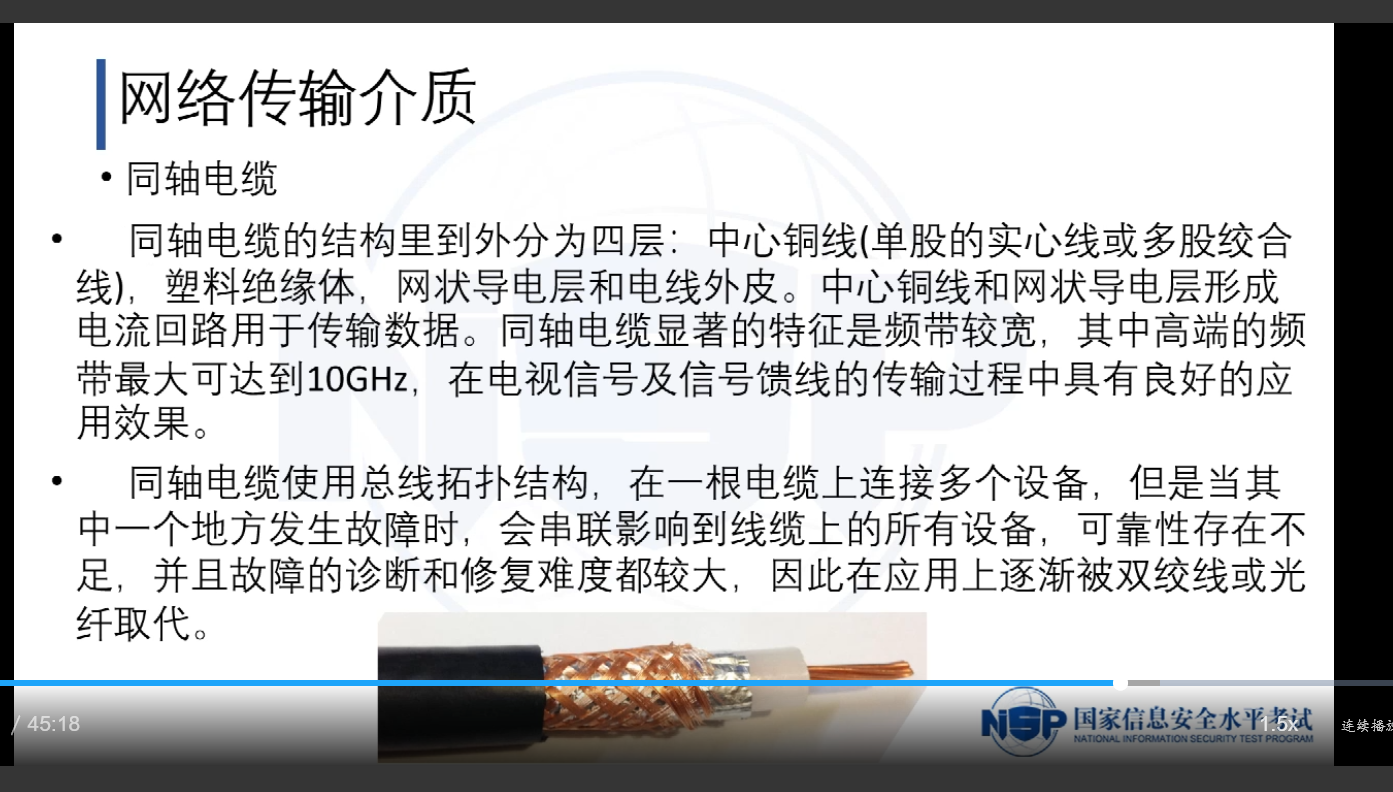 网络传输介质
• 同轴电缆
• 同轴电缆的结构里到外分为四层：中心铜线(单股的实心线或多股绞合
线)，塑料绝缘体，网状导电层和电线外皮。中心铜线和网状导电层形成
电流回路用于传输数据。同轴电缆显著的特征是频带较宽，其中高端的频
带最大可达到10GHz，在电视信号及信号馈线的传输过程中具有良好的应
用效果。
• 同轴电缆使用总线拓扑结构，在一根电缆上连接多个设备，但是当其
中一个地方发生故障时，会串联影响到线缆上的所有设备，可靠性存在不
足，并且故障的诊断和修复难度都较大，因此在应用上逐渐被双绞线或光
纤取代。
NISP 国家信息安全水平考试
NATIONAL INFORMATION SECURITY TEST PROGRAM
/ 45:18
1.5x
连续播